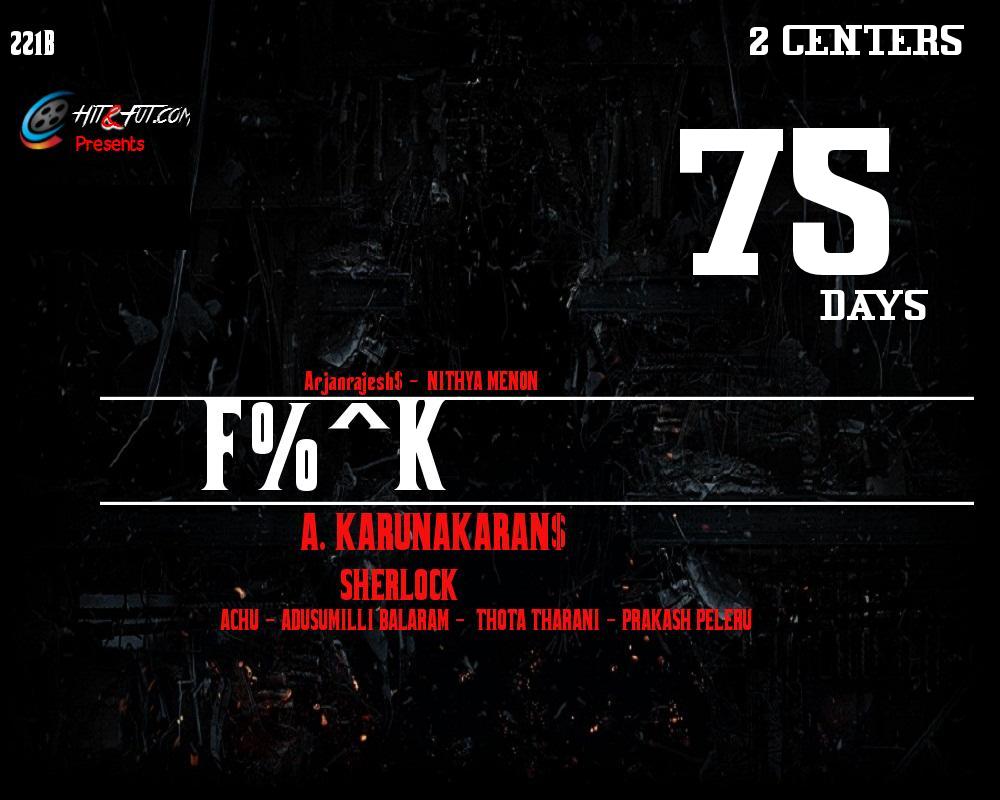 221B
2 CENTERS
HIT&FUT.COM
Presents
75
DAYS
Arjanrajesh$ - NITHYA MENON
F%^K
A. KARUNAKARAN$
SHERLOCK
ACHU - ADUSUMILLI BALARAM - THOTA THARANI - PRAKASH PELERU